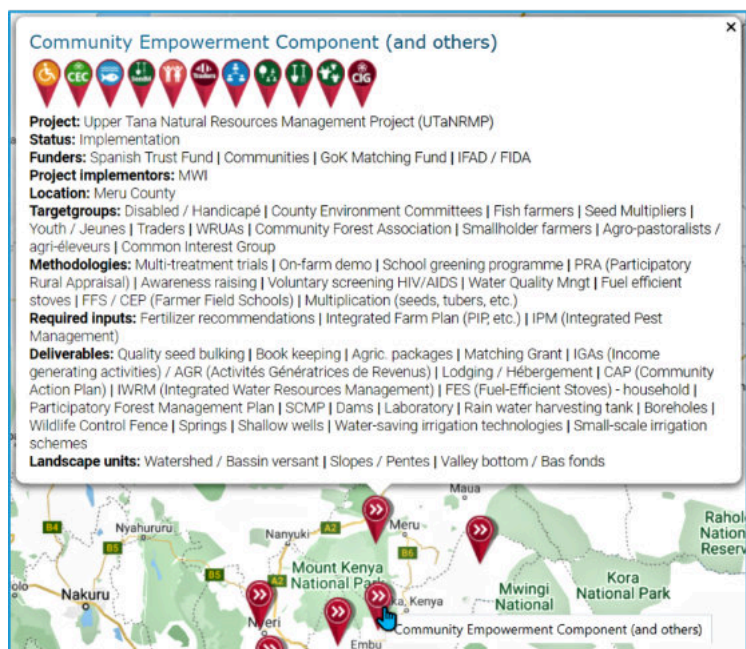 Community Empowerment Component (and others)
CEC
Seeds
Traders
CIG
Project: Upper Tana Natural Resources Management Project (UTaNRMP)
Status: Implementation
Funders: Spanish Trust Fund | Communities | GoK Matching Fund | IFAD / FIDA
Project implementors: MWI
Location: Meru County
Targetgroups: Disabled / Handicapé | County Environment Committees | Fish farmers | Seed Multipliers |
Youth / Jeunes | Traders | WRUAs | Community Forest Association | Smallholder farmers | Agro-pastoralists /
agri-éleveurs | Common Interest Group
Methodologies: Multi-treatment trials | On-farm demo | School greening programme | PRA (Participatory
Rural Appraisal) | Awareness raising | Voluntary screening HIV/AIDS | Water Quality Mngt | Fuel efficient
stoves | FFS / CEP (Farmer Field Schools) | Multiplication (seeds, tubers, etc.)
Required inputs: Fertilizer recommendations | Integrated Farm Plan (PIP, etc.) | IPM (Integrated Pest
Management)
Deliverables: Quality seed bulking | Book keeping | Agric. packages | Matching Grant | IGAs (Income
generating activities) / AGR (Activités Génératrices de Revenus) | Lodging / Hébergement | CAP (Community
Action Plan) | IWRM (Integrated Water Resources Management) | FES (Fuel-Efficient Stoves) - household |
Participatory Forest Management Plan | SCMP | Dams | Laboratory | Rain water harvesting tank | Boreholes |
Wildlife Control Fence | Springs | Shallow wells | Water-saving irrigation technologies | Small-scale irrigation
schemes
Landscape units: Watershed / Bassin versant | Slopes / Pentes | Valley bottom / Bas fonds
Maua
B4
Nyahururu
Nanyuki
A2
Meru
Rahol
Nation
Reserv
B5
B6
Mount Kenya
National Park
B5
A2
olo
Nakuru
Mwingi
National
Kora
National Park
ka, Kenya
Nyeri
Embu
Community Empowerment Component (and others)